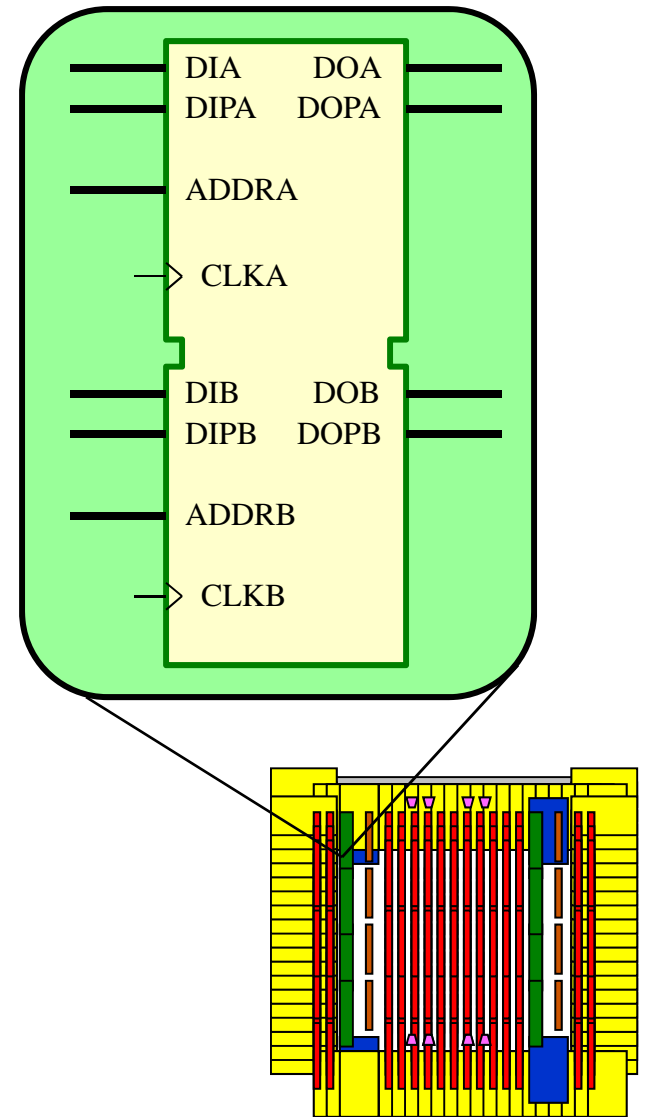 DIA DOA
DIPA DOPA
ADDRA
CLKA
DIB DOB
DIPB DOPB
ADDRB
CLKB